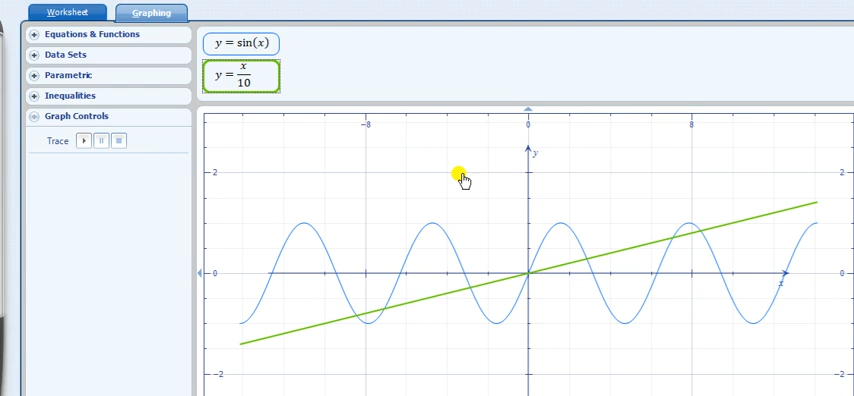 Worksheet
Graphing
Equations & Functions
Data Sets
Parametric
Inequalities
Graph Controls
Trace
y = sin(x)
y = x/10
-8
0
8
y
2
2
0
0
x
-2
-2